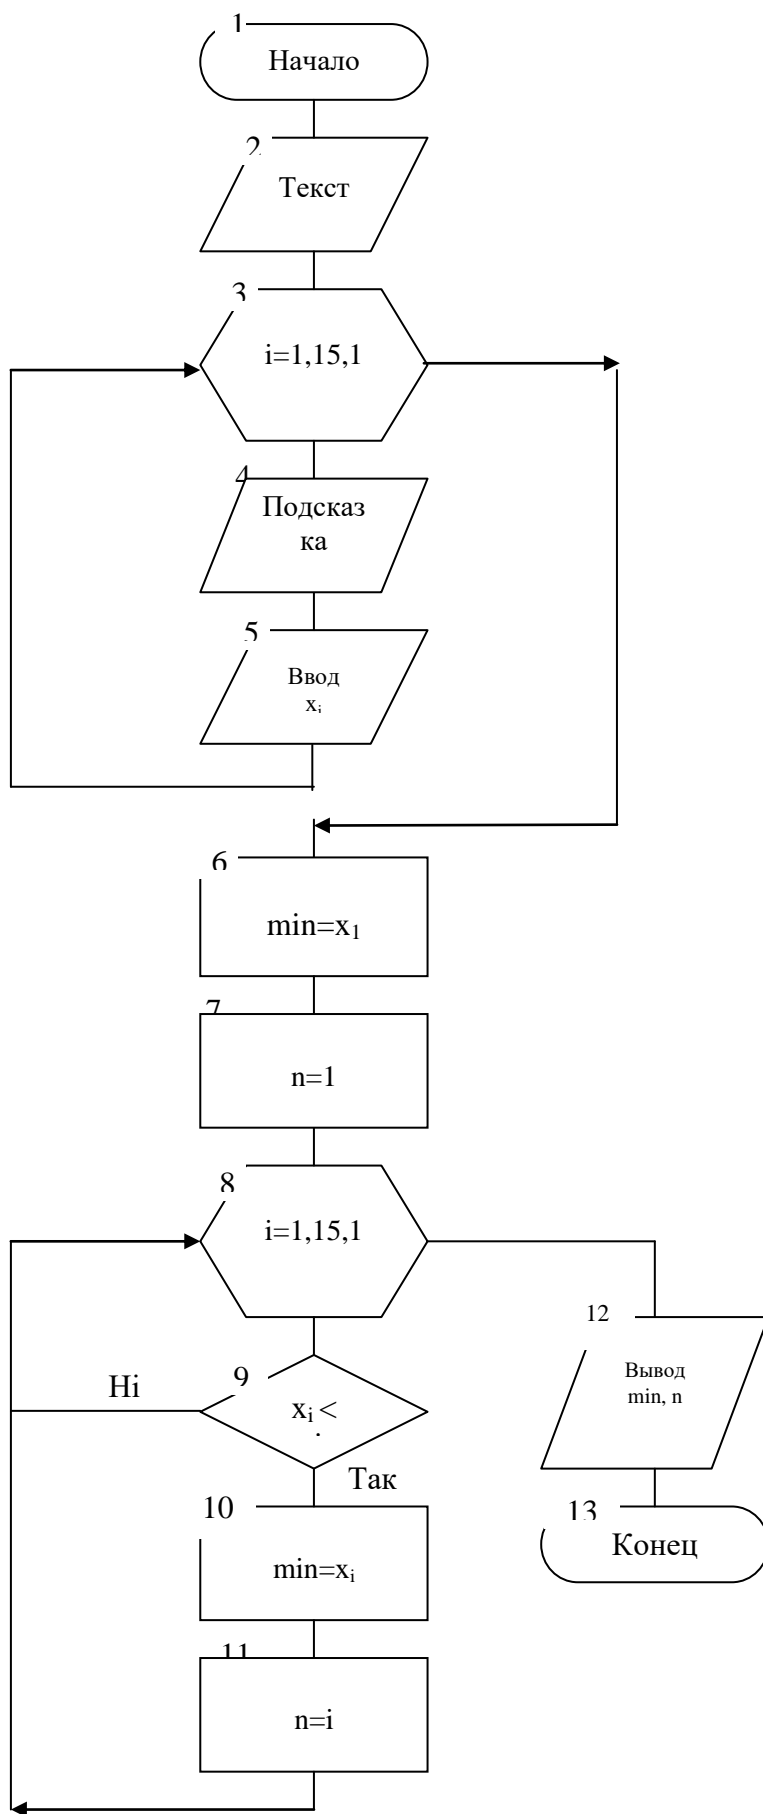 1
Начало
2
Текст
3
i=1,15,1
4
Подсказ
ка
5
Ввод
xᵢ
6
min=x₁
7
n=1
8
i=1,15,1
9
xᵢ <
Ні
Так
10
min=xᵢ
11
n=i
12
Вывод
min, n
13
Конец